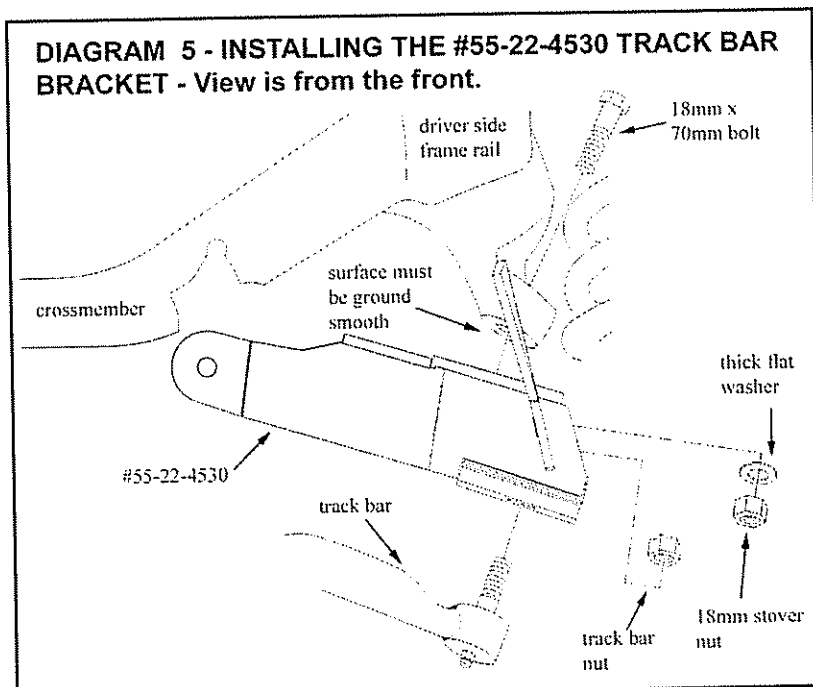 DIAGRAM 5 - INSTALLING THE #55-22-4530 TRACK BAR
BRACKET - View is from the front.
18mm x
70mm bolt
driver side
frame rail
surface must
be ground
smooth
crossmember
thick flat
washer
#55-22-4530
track bar
18mm stover
nut
track bar
nut